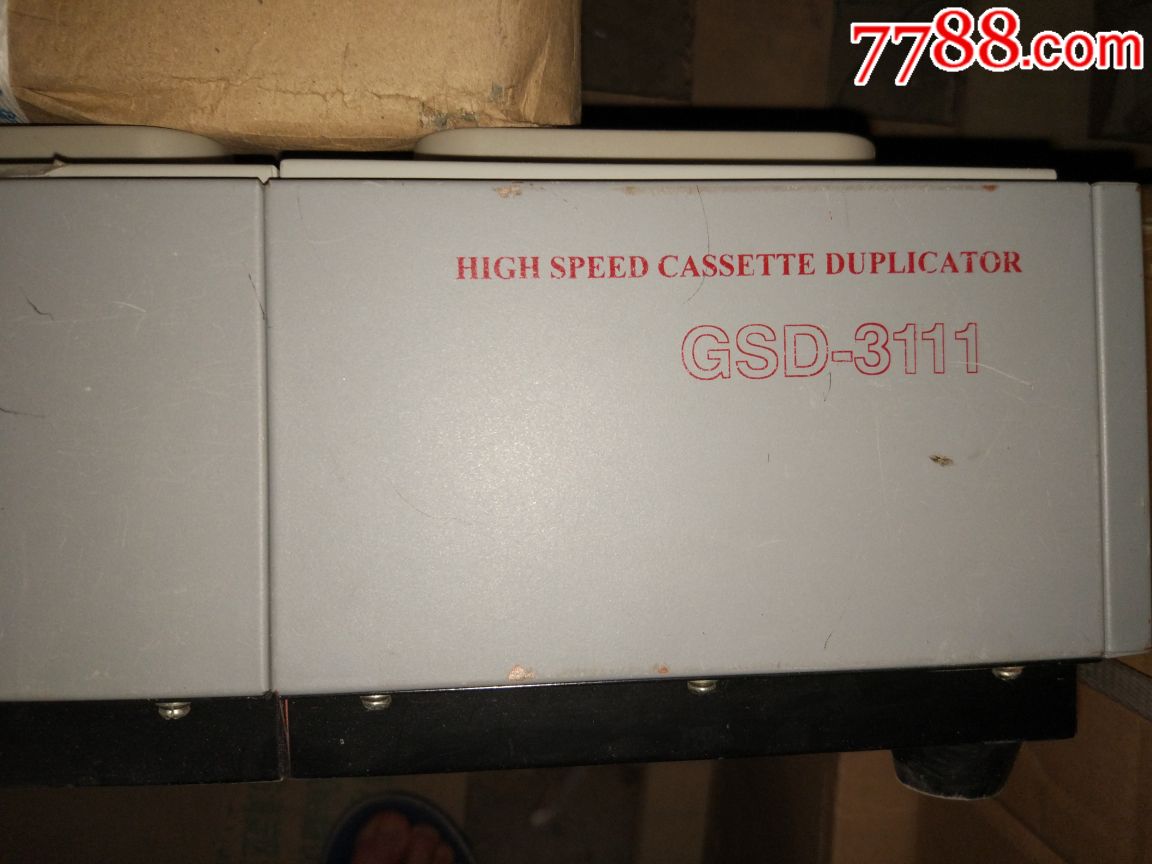 7788.com
HIGH SPEED CASSETTE DUPLICATOR
GSD-3111